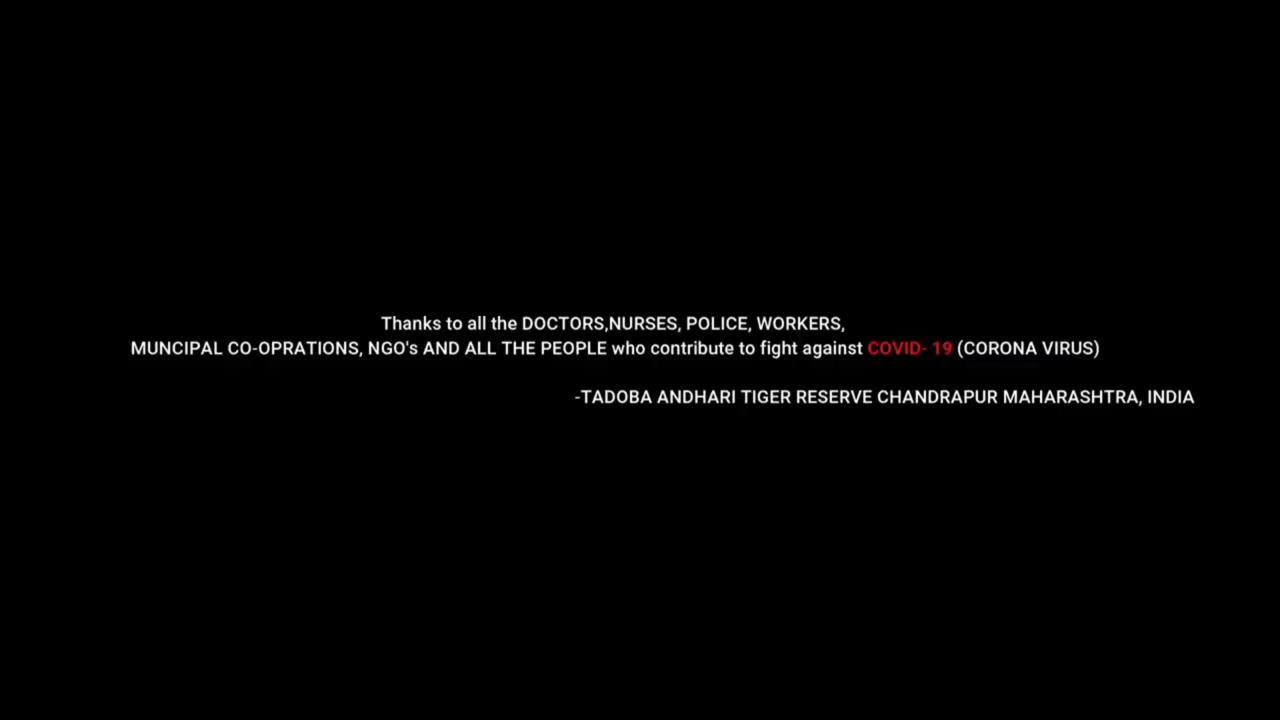 Thanks to all the DOCTORS,NURSES, POLICE, WORKERS,
MUNCIPAL CO-OPRATIONS, NGO's AND ALL THE PEOPLE who contribute to fight against COVID- 19 (CORONA VIRUS)
-TADOBA ANDHARI TIGER RESERVE CHANDRAPUR MAHARASHTRA, INDIA